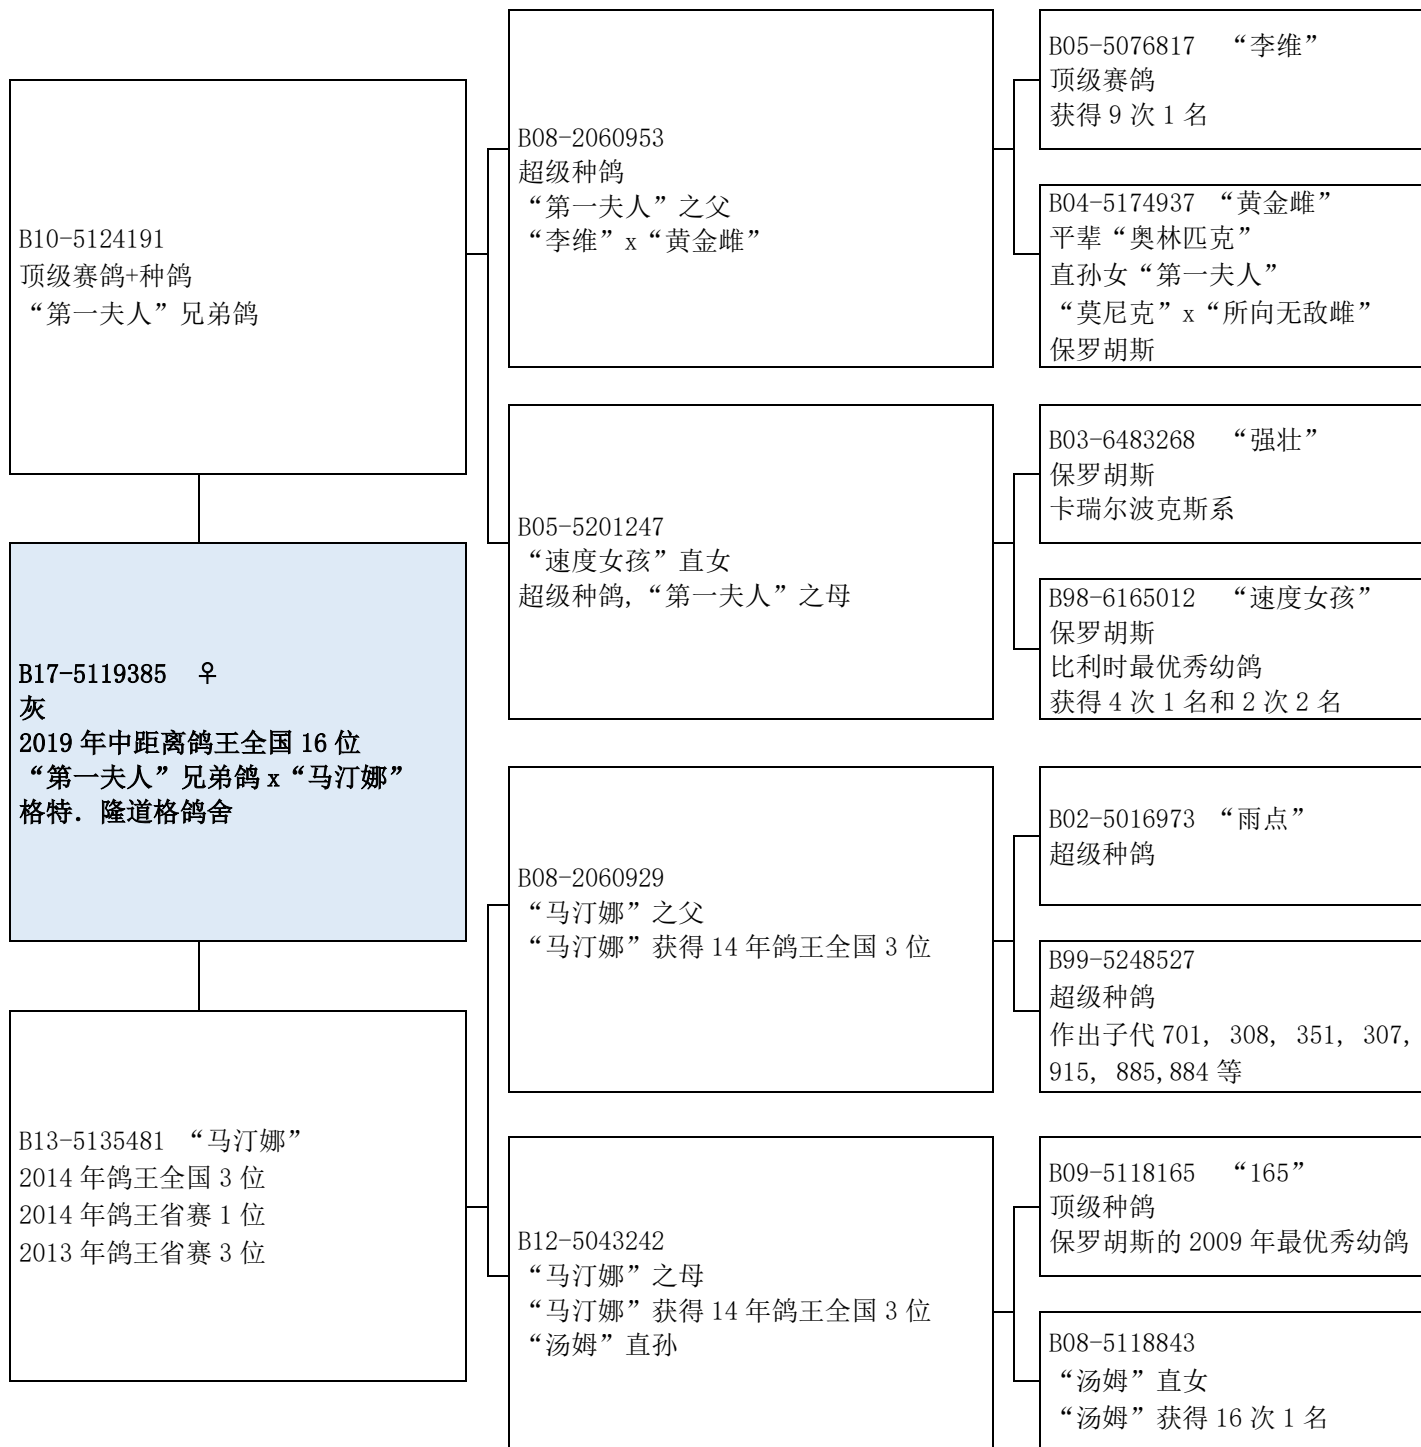 B10-5124191
顶级赛鸽+种鸽
“第一夫人”兄弟鸽
B17-5119385 ♀
灰
2019 年中距离鸽王全国 16 位
“第一夫人”兄弟鸽 x“马汀娜”
格特．隆道格鸽舍
B13-5135481 “马汀娜”
2014 年鸽王全国 3 位
2014 年鸽王省赛 1 位
2013 年鸽王省赛 3 位
B08-2060953
超级种鸽
“第一夫人”之父
“李维”x“黄金雌”
B05-5201247
“速度女孩”直女
超级种鸽,“第一夫人”之母
B08-2060929
“马汀娜”之父
“马汀娜”获得 14 年鸽王全国 3 位
B12-5043242
“马汀娜”之母
“马汀娜”获得 14 年鸽王全国 3 位
“汤姆”直孙
B05-5076817 “李维”
顶级赛鸽
获得 9 次 1 名
B04-5174937 “黄金雌”
平辈“奥林匹克”
直孙女“第一夫人”
“莫尼克”x“所向无敌雌”
保罗胡斯
B03-6483268 “强壮”
保罗胡斯
卡瑞尔波克斯系
B98-6165012 “速度女孩”
保罗胡斯
比利时最优秀幼鸽
获得 4 次 1 名和 2 次 2 名
B02-5016973 “雨点”
超级种鸽
B99-5248527
超级种鸽
作出子代 701, 308, 351, 307,
915, 885,884 等
B09-5118165 “165”
顶级种鸽
保罗胡斯的 2009 年最优秀幼鸽
B08-5118843
“汤姆”直女
“汤姆”获得 16 次 1 名